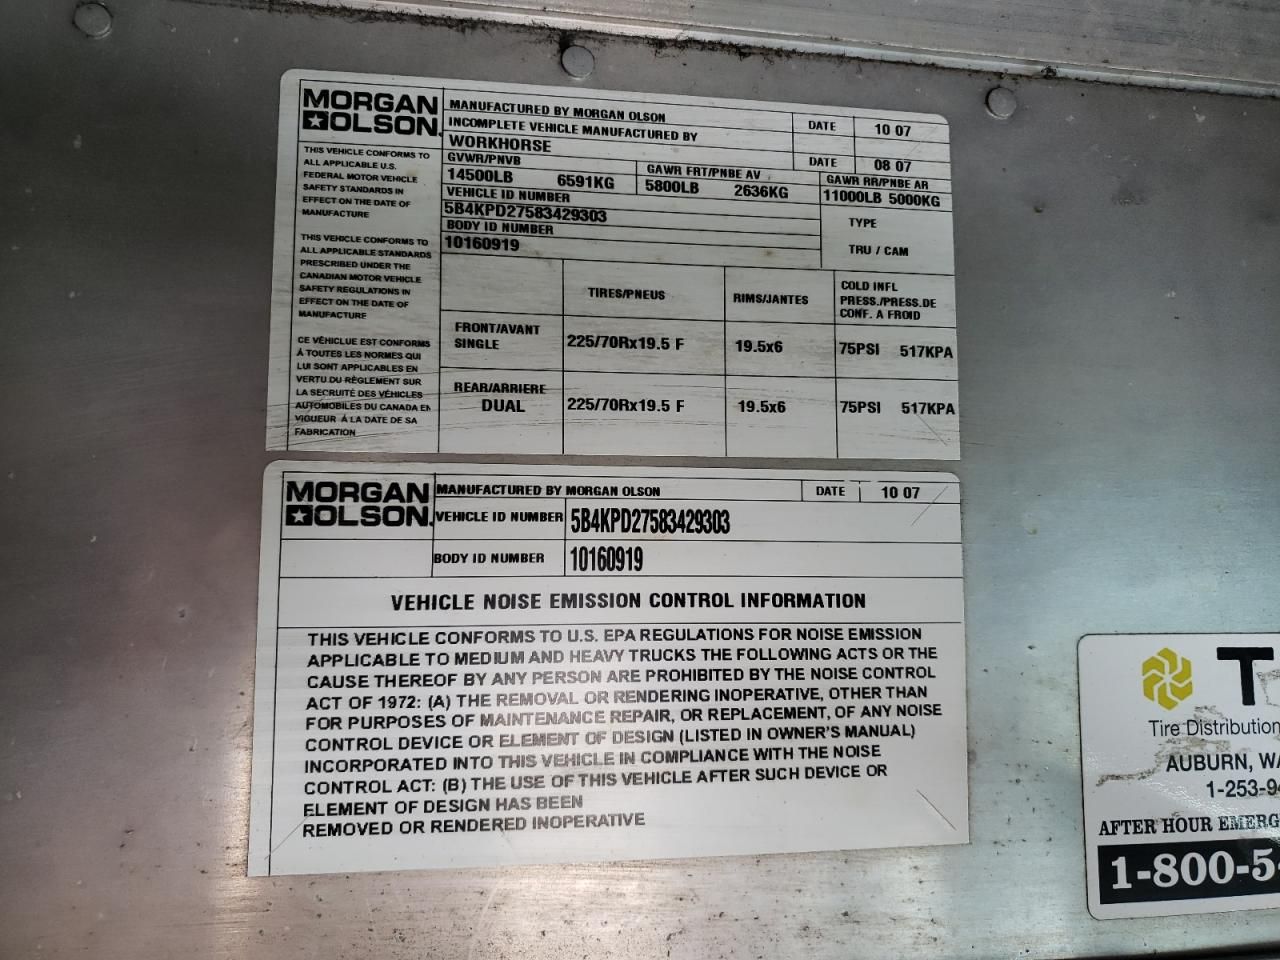 MORGAN
OLSON
MANUFACTURED BY MORGAN OLSON
DATE
10 07
INCOMPLETE VEHICLE MANUFACTURED BY
WORKHORSE
DATE
08 07
GVWR/PNVB
14500LB 6591KG
GAWR FRT/PNBE AV
5800LB 2636KG
GAWR RR/PNBE AR
11000LB 5000KG
VEHICLE ID NUMBER
5B4KPD27583429303
BODY ID NUMBER
10160919
TYPE
TRU / CAM
THIS VEHICLE CONFORMS TO
ALL APPLICABLE U.S.
FEDERAL MOTOR VEHICLE
SAFETY STANDARDS IN
EFFECT ON THE DATE OF
MANUFACTURE
THIS VEHICLE CONFORMS TO
ALL APPLICABLE STANDARDS
PRESCRIBED UNDER THE
CANADIAN MOTOR VEHICLE
SAFETY REGULATIONS IN
EFFECT ON THE DATE OF
MANUFACTURE
CE VÉHICLUE EST CONFORMS
À TOUTES LES NORMES QUI
LUI SONT APPLICABLES EN
VERTU DU RÈGLEMENT SUR
LA SECRUITÉ DES VÉHICLES
AUTOMOBILES DU CANADA EN
VIGUEUR À LA DATE DE SA
FABRICATION
TIRES/PNEUS
RIMS/JANTES
COLD INFL
PRESS./PRESS.DE
CONF. A FROID
FRONT/AVANT
SINGLE
225/70Rx19.5 F
19.5x6
75PSI 517KPA
REAR/ARRIERE
DUAL
225/70Rx19.5 F
19.5x6
75PSI 517KPA
MORGAN
OLSON
MANUFACTURED BY MORGAN OLSON
DATE
10 07
VEHICLE ID NUMBER
5B4KPD27583429303
BODY ID NUMBER
10160919
VEHICLE NOISE EMISSION CONTROL INFORMATION
THIS VEHICLE CONFORMS TO U.S. EPA REGULATIONS FOR NOISE EMISSION
APPLICABLE TO MEDIUM AND HEAVY TRUCKS THE FOLLOWING ACTS OR THE
CAUSE THEREOF BY ANY PERSON ARE PROHIBITED BY THE NOISE CONTROL
ACT OF 1972: (A) THE REMOVAL OR RENDERING INOPERATIVE, OTHER THAN
FOR PURPOSES OF MAINTENANCE REPAIR, OR REPLACEMENT, OF ANY NOISE
CONTROL DEVICE OR ELEMENT OF DESIGN (LISTED IN OWNER'S MANUAL)
INCORPORATED INTO THIS VEHICLE IN COMPLIANCE WITH THE NOISE
CONTROL ACT: (B) THE USE OF THIS VEHICLE AFTER SUCH DEVICE OR
ELEMENT OF DESIGN HAS BEEN
REMOVED OR RENDERED INOPERATIVE
T
Tire Distribution
AUBURN, WA
1-253-9
AFTER HOUR EMERG
1-800-5